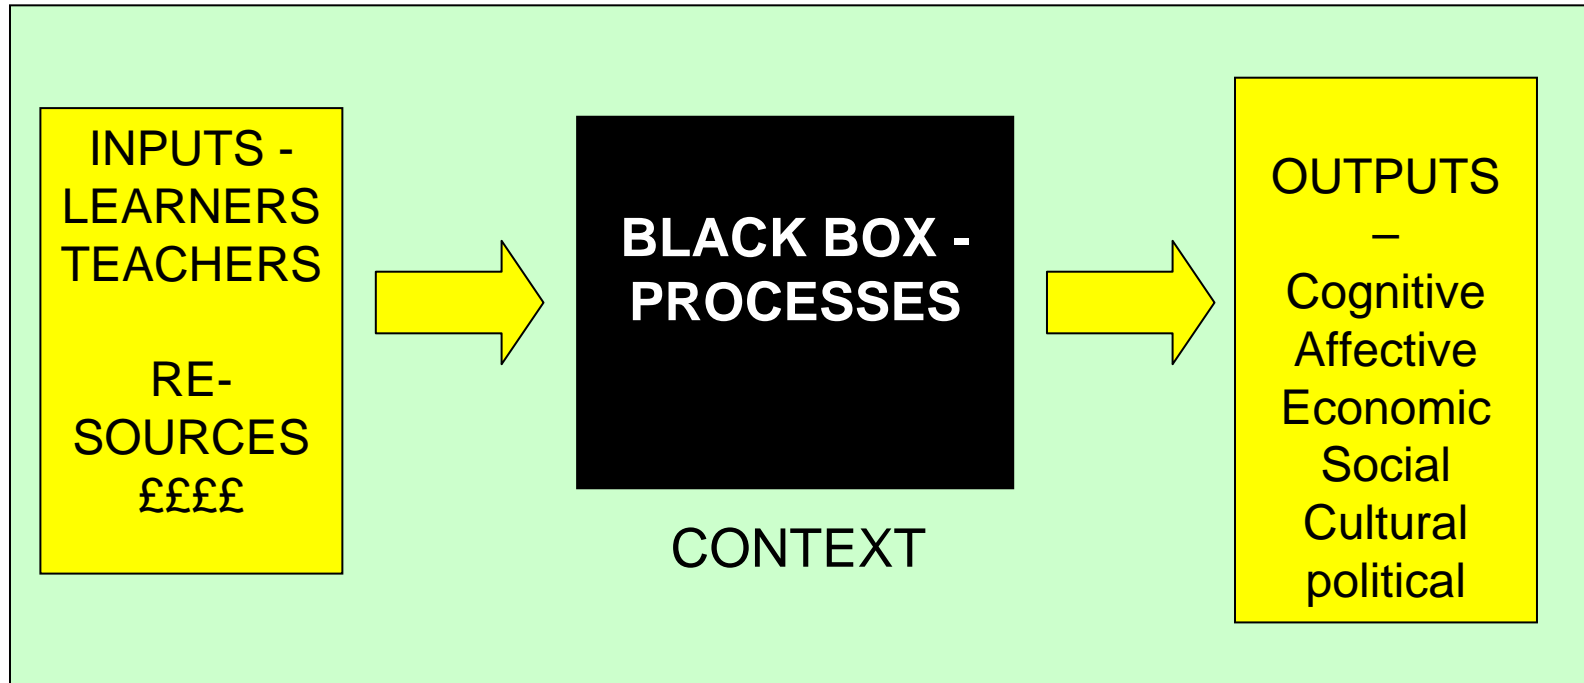 INPUTS -
LEARNERS
TEACHERS
RE-
SOURCES
££££
BLACK BOX -
PROCESSES
CONTEXT
OUTPUTS
–
Cognitive
Affective
Economic
Social
Cultural
political